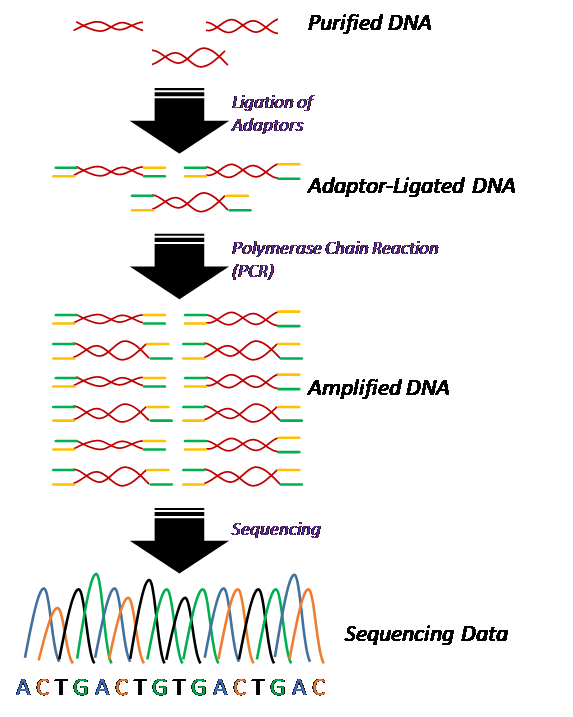 Purified DNA
Ligation of
Adaptors
Adaptor-Ligated DNA
Polymerase Chain Reaction
(PCR)
Amplified DNA
Sequencing
Sequencing Data
ACTGACTGTGACTGAC